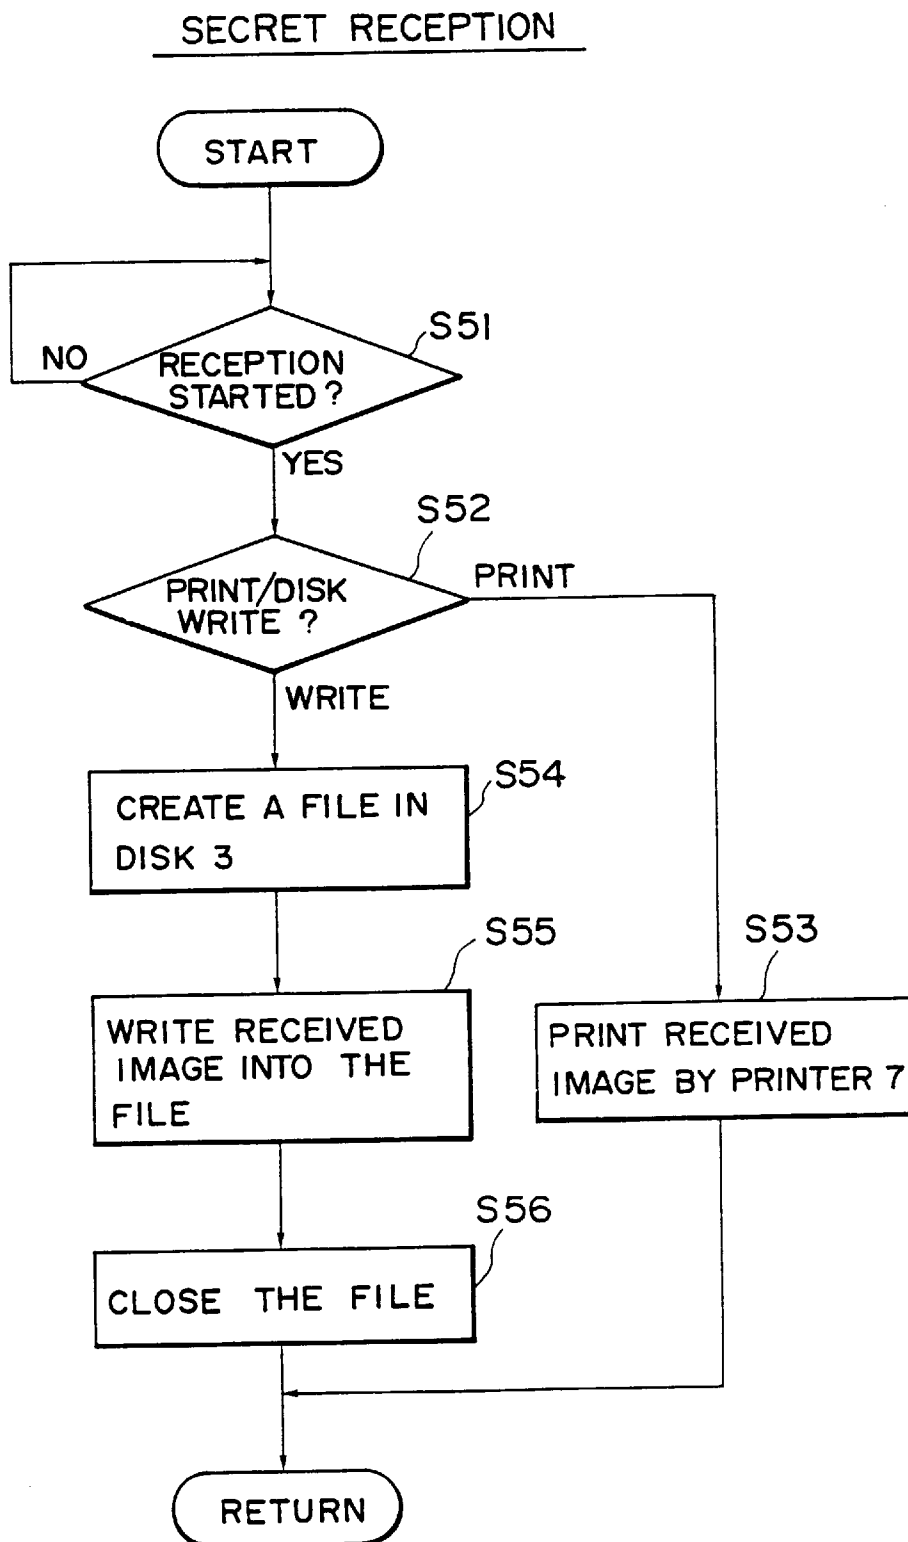 SECRET RECEPTION
START
S51
NO
RECEPTION
STARTED?
YES
S52
PRINT
PRINT/DISK
WRITE ?
WRITE
S54
CREATE A FILE IN
DISK 3
S55
S53
WRITE RECEIVED
IMAGE INTO THE
FILE
PRINT RECEIVED
IMAGE BY PRINTER 7
S56
CLOSE THE FILE
RETURN